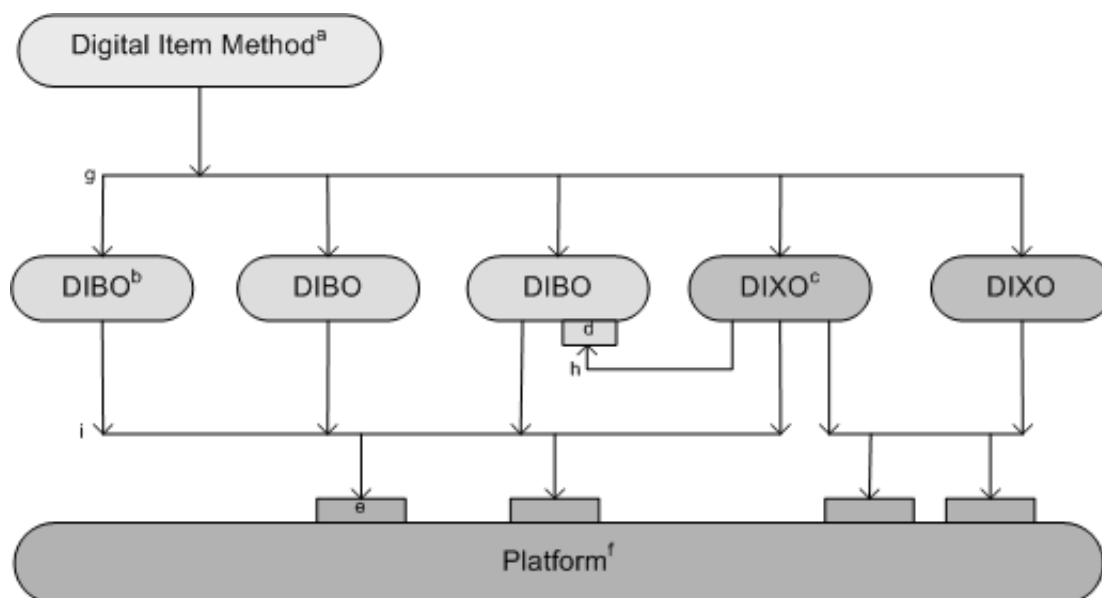 Digital Item Methodᵃ
g
DIBOᵇ
DIBO
DIBO
DIXOᶜ
DIXO
d
h
i
e
Platformᶠ